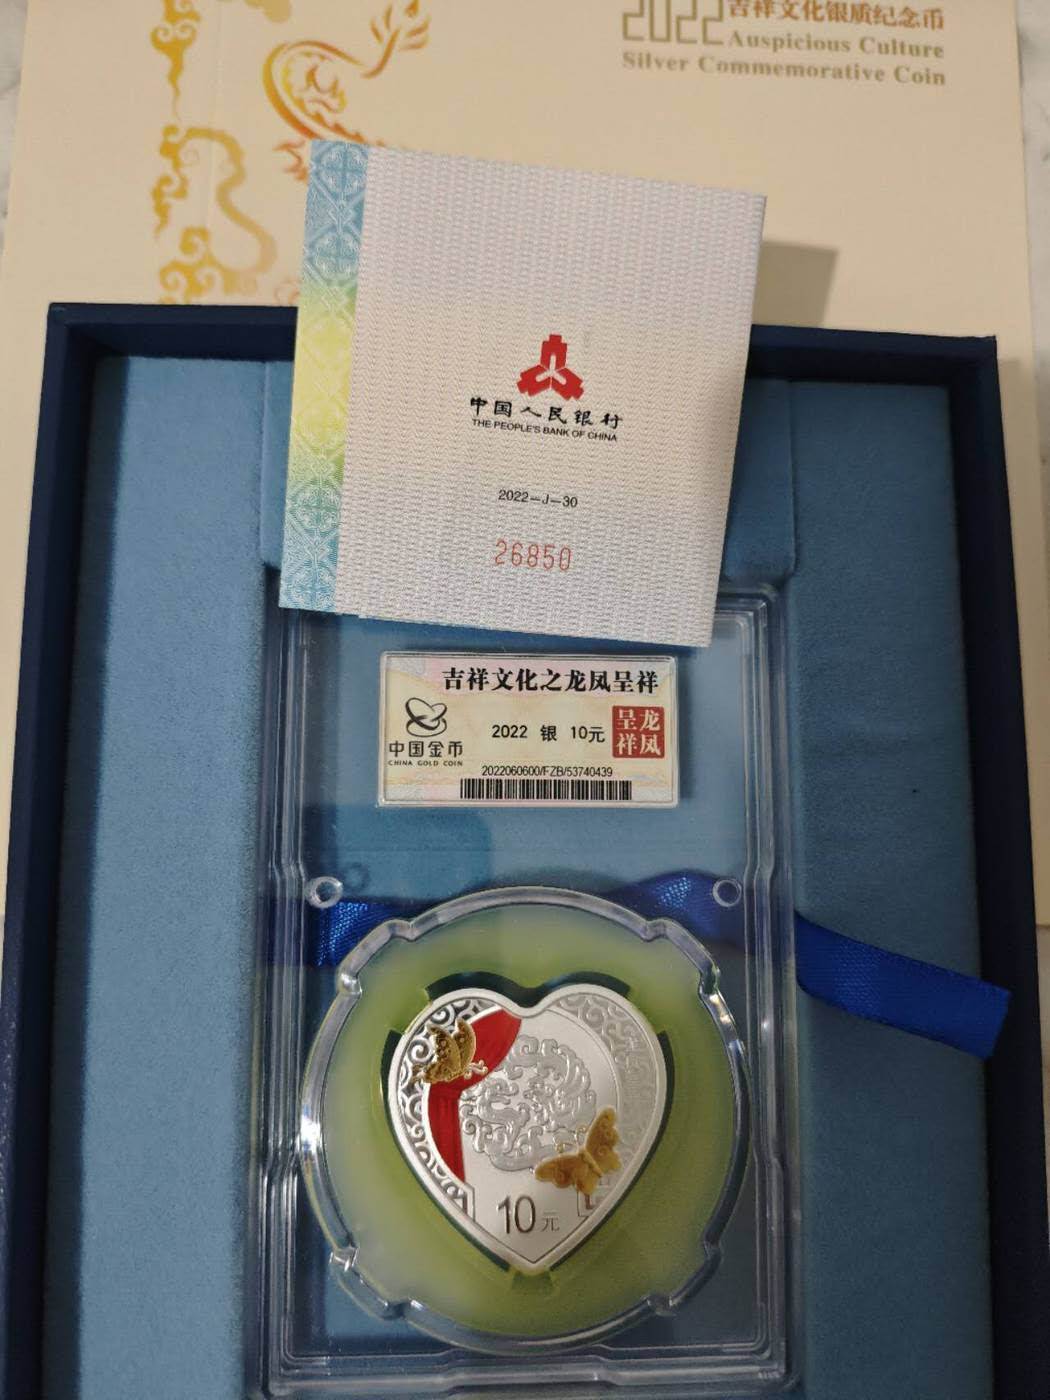 2022吉祥文化银质纪念币
Auspicious Culture
Silver Commemorative Coin
中国人民银行
THE PEOPLE'S BANK OF CHINA
2022-J-30
26850
吉祥文化之龙凤呈祥
中国金币
CHINA GOLD COIN
2022 银 10元
龙凤
呈祥
2022060600/FZB/53740439
10元